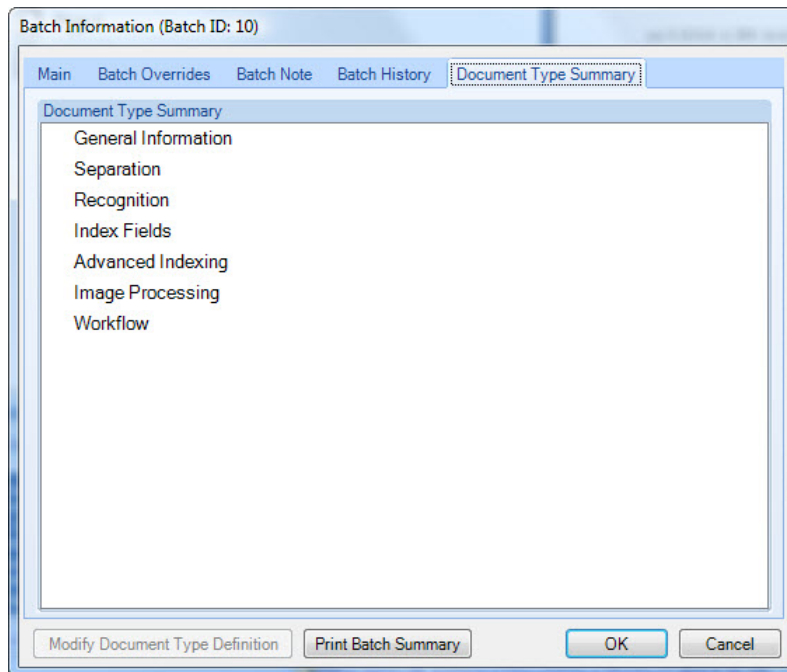 Batch Information (Batch ID: 10)
Main Batch Overrides Batch Note Batch History Document Type Summary
Document Type Summary
General Information
Separation
Recognition
Index Fields
Advanced Indexing
Image Processing
Workflow
Modify Document Type Definition Print Batch Summary OK Cancel